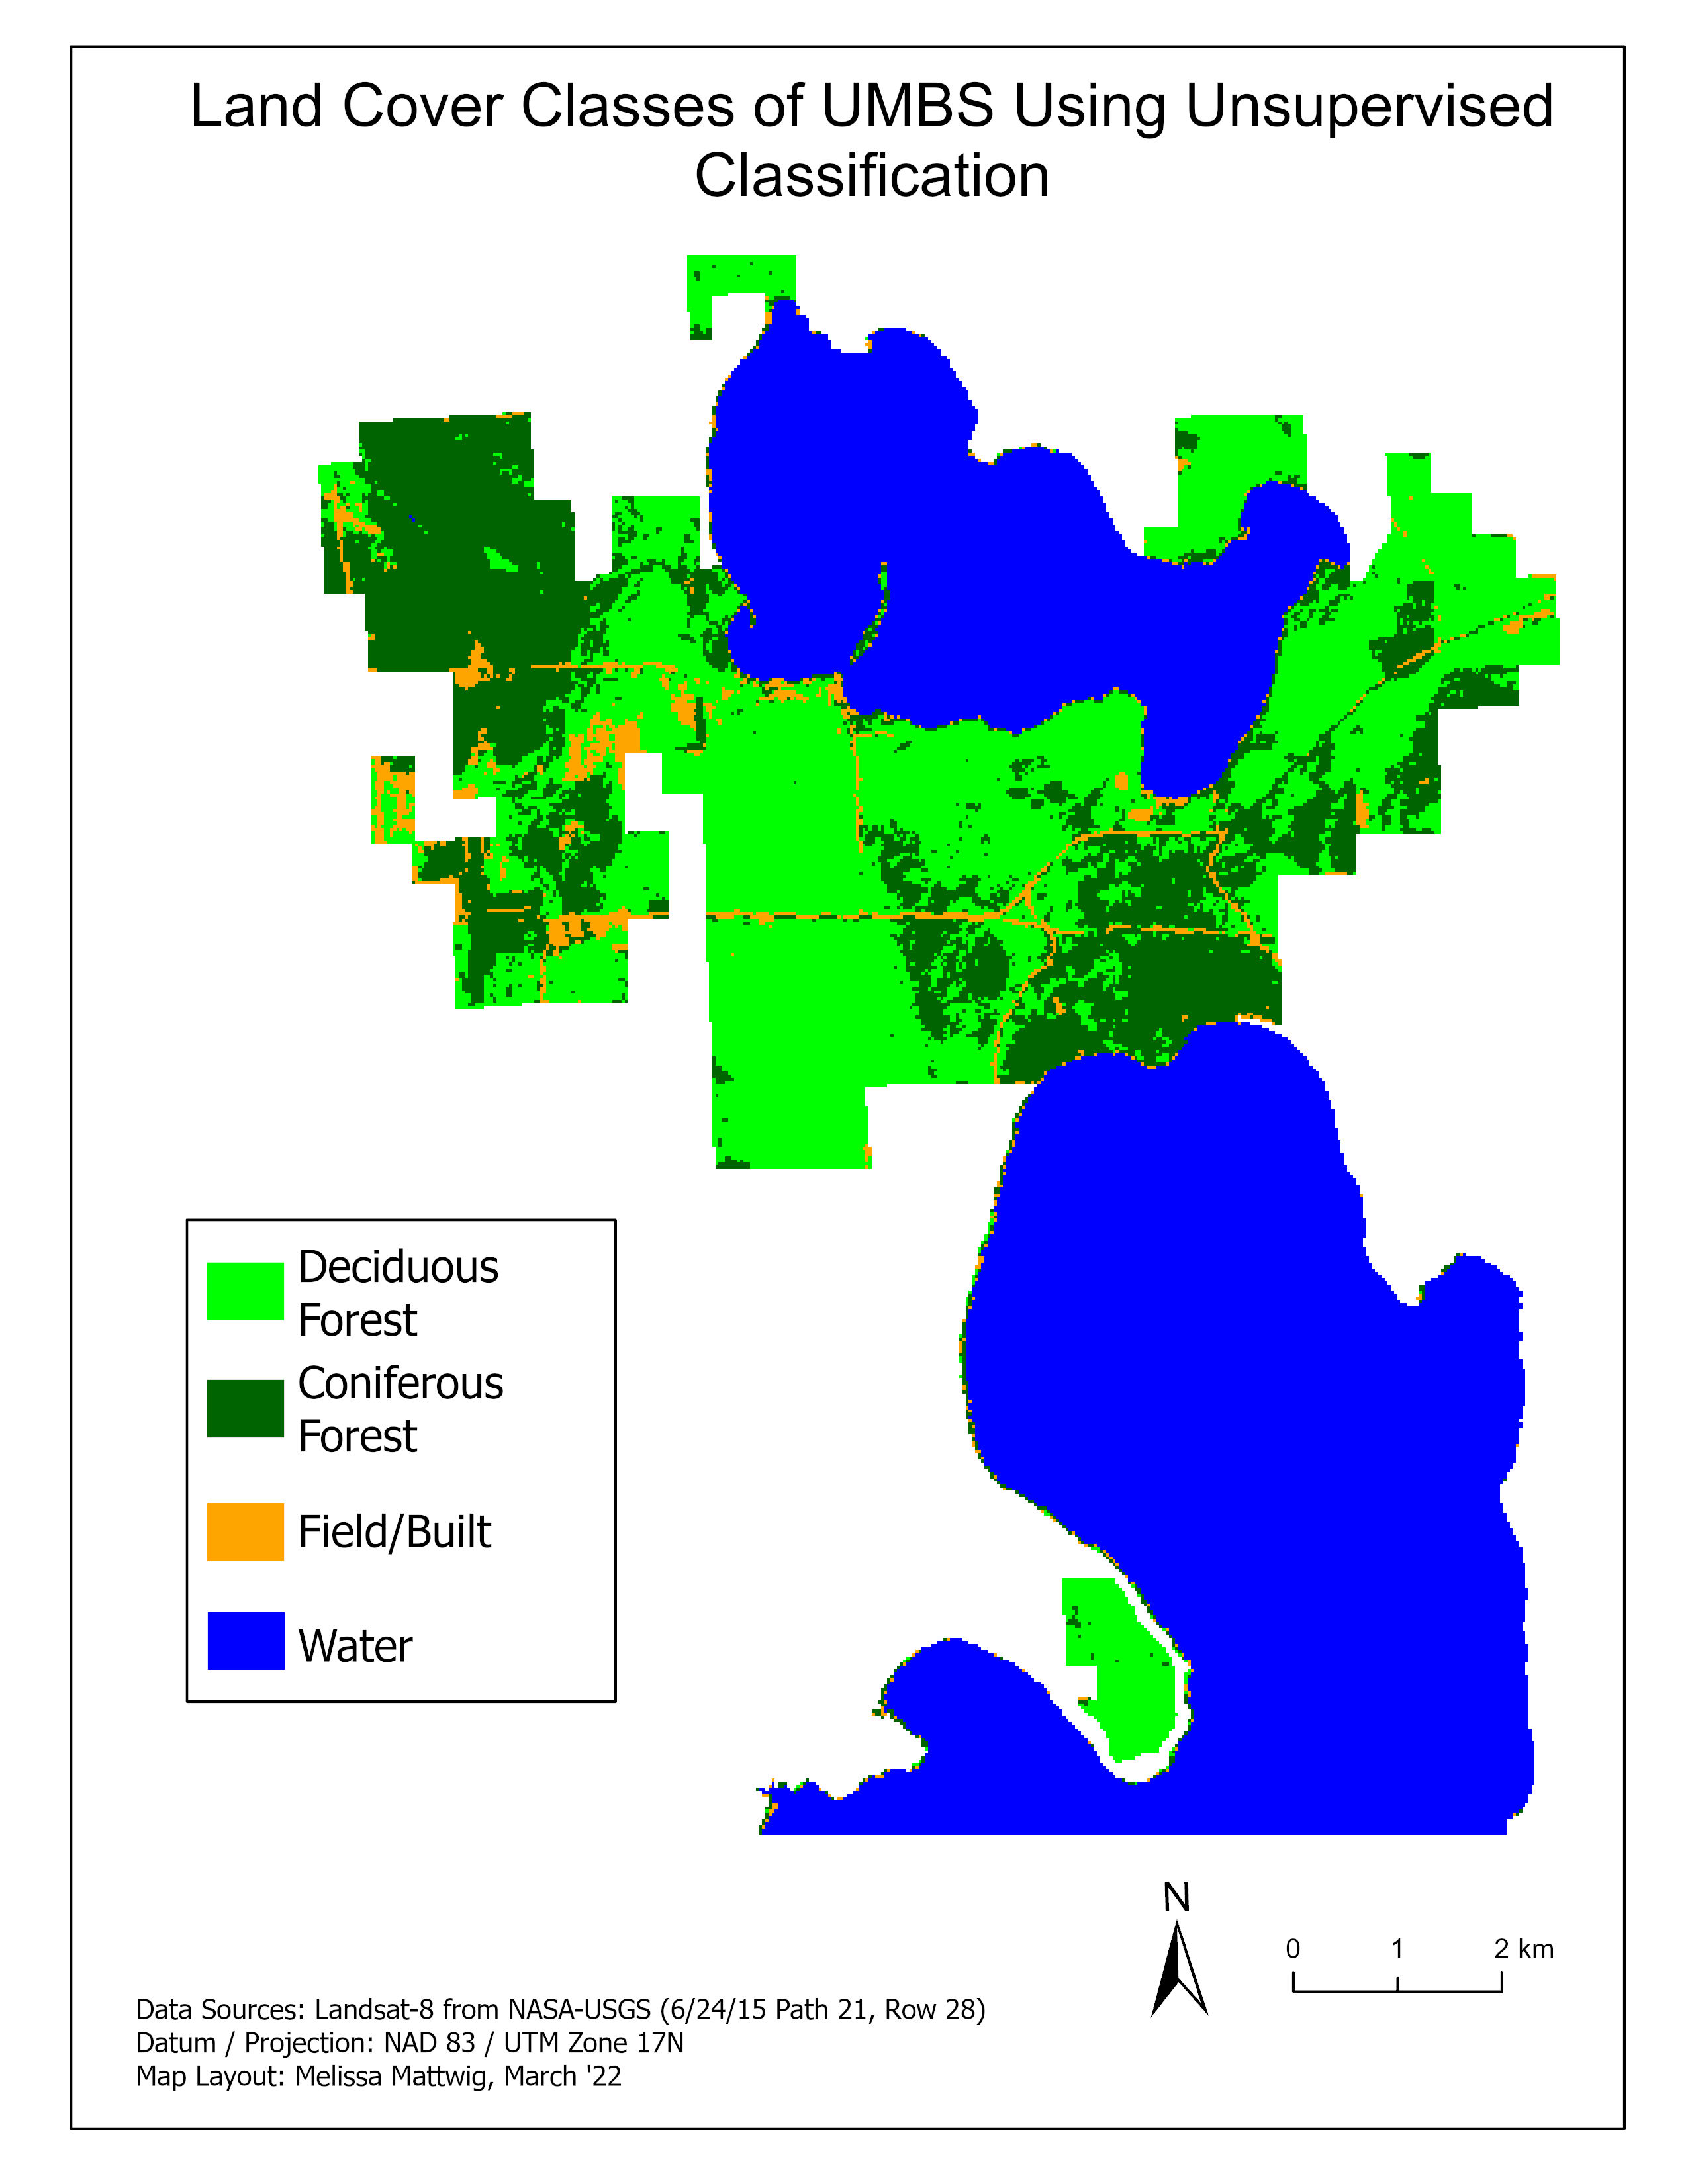 Land Cover Classes of UMBS Using Unsupervised
Classification
Deciduous
Forest
Coniferous
Forest
Field/Built
Water
N
0 1 2 km
Data Sources: Landsat-8 from NASA-USGS (6/24/15 Path 21, Row 28)
Datum / Projection: NAD 83 / UTM Zone 17N
Map Layout: Melissa Mattwig, March '22